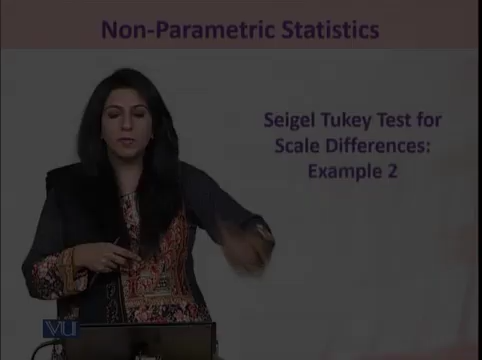 Non-Parametric Statistics
Seigel Tukey Test for
Scale Differences:
Example 2
VU